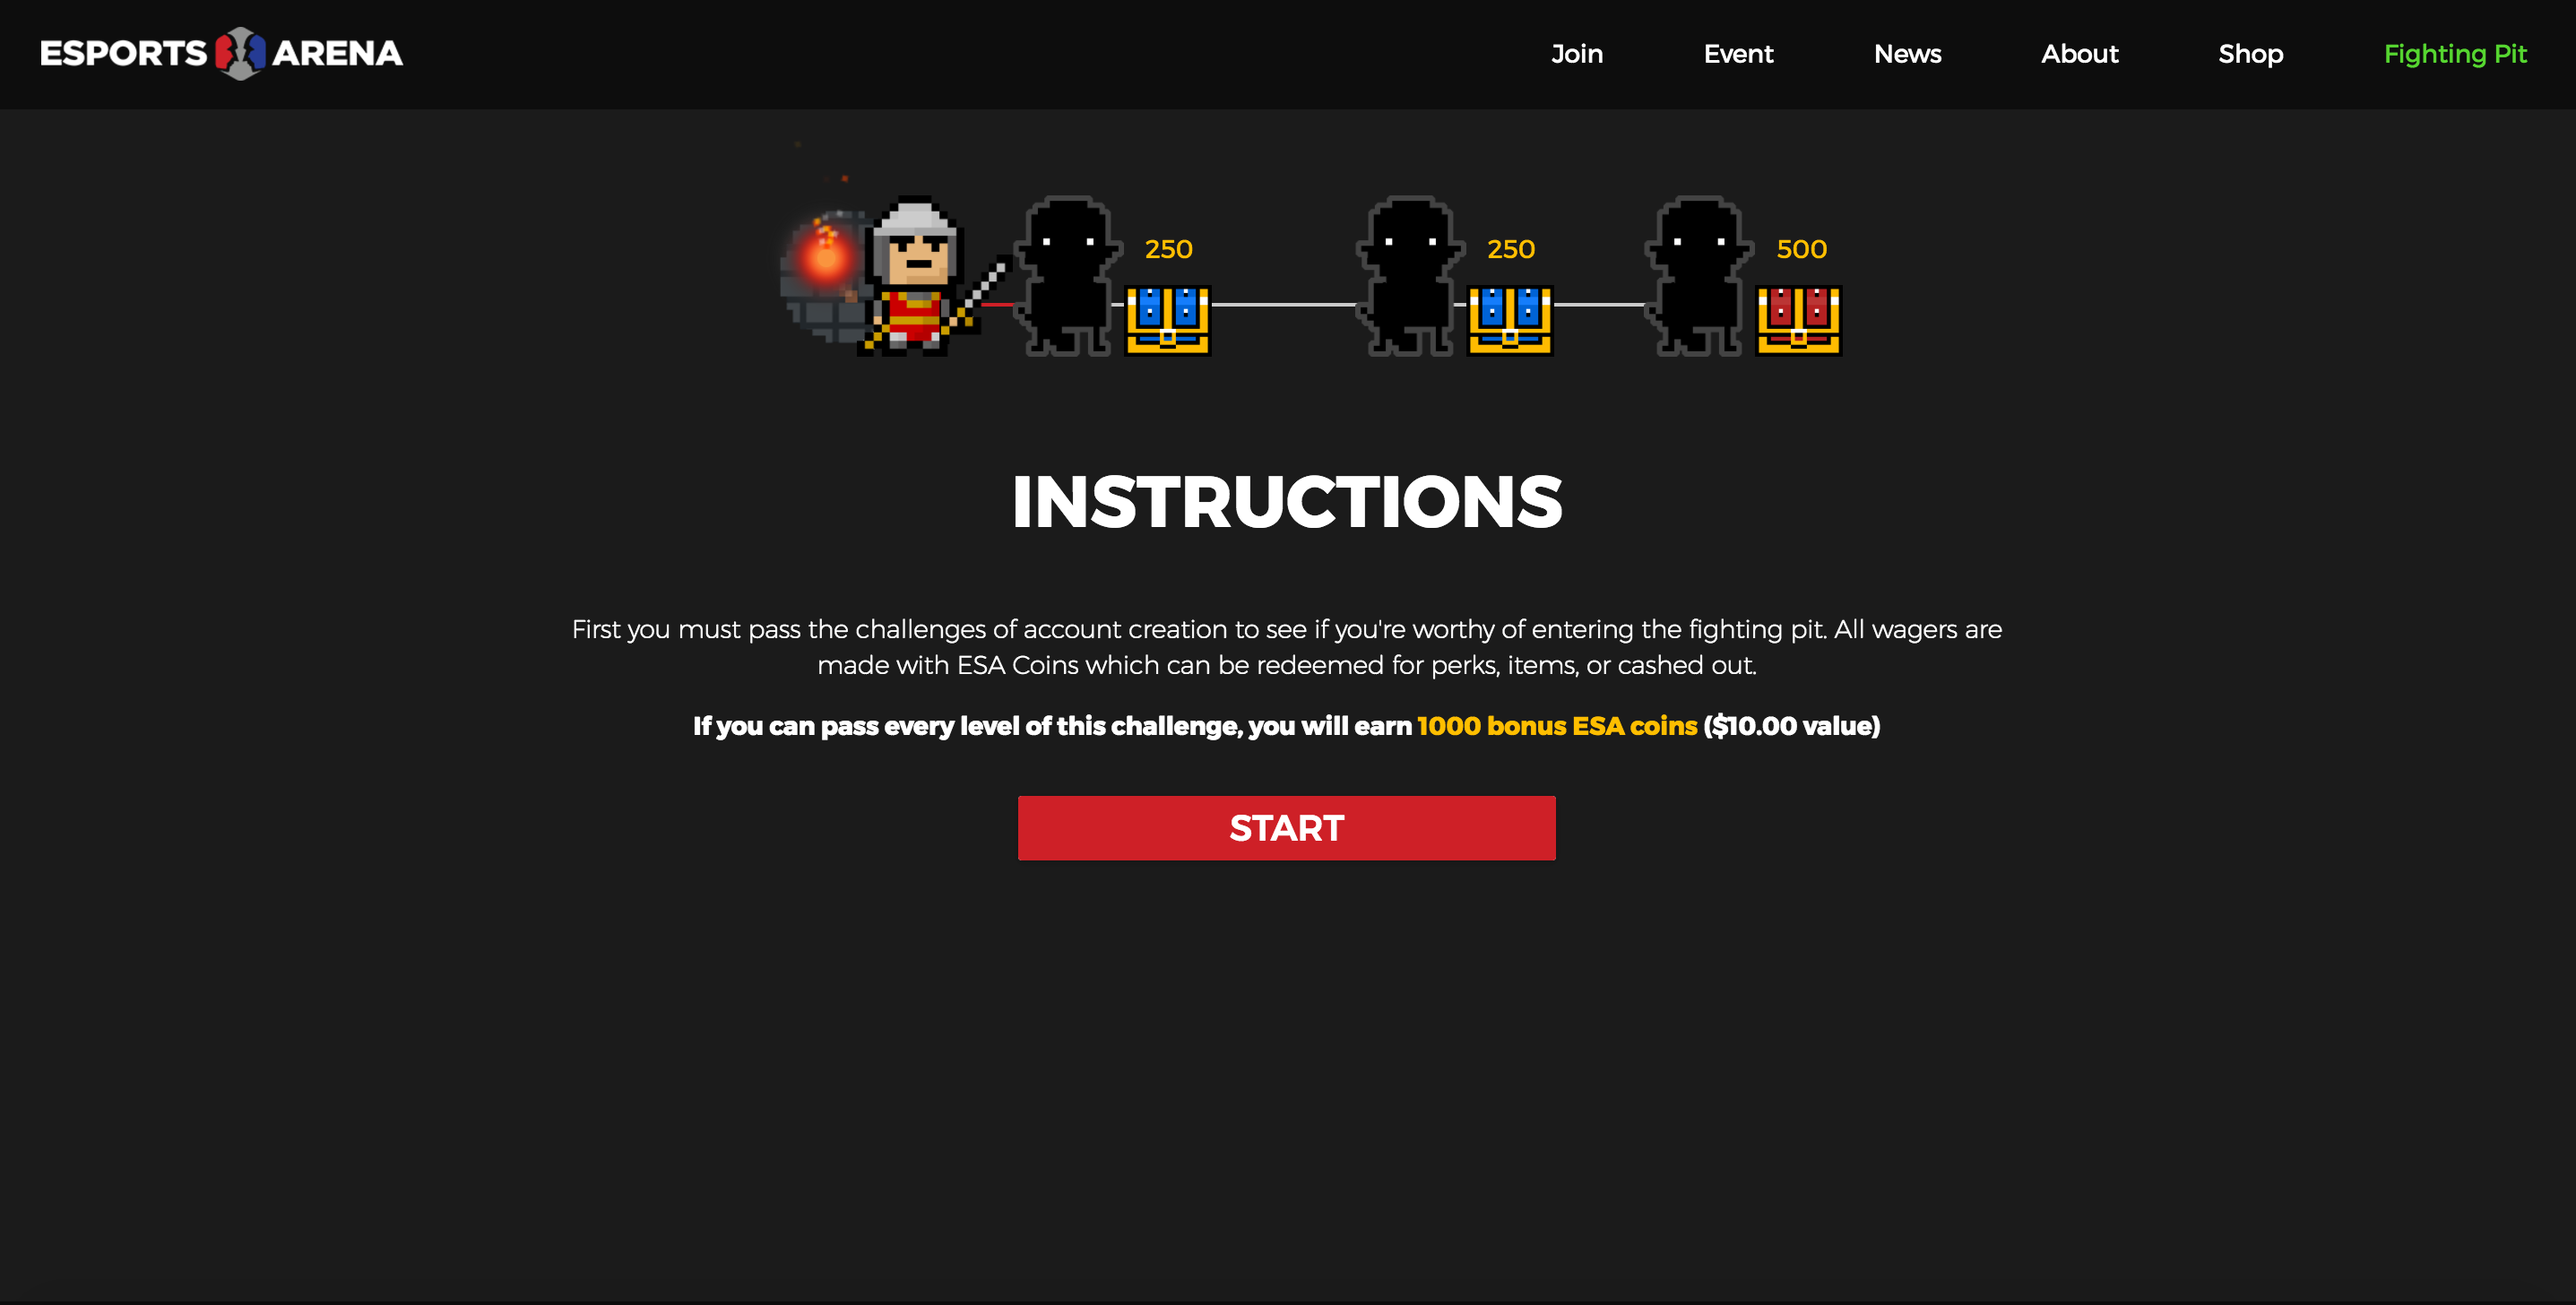 ESPORTS ARENA
Join Event News About Shop Fighting Pit
250 250 500
INSTRUCTIONS
First you must pass the challenges of account creation to see if you're worthy of entering the fighting pit. All wagers are
made with ESA Coins which can be redeemed for perks, items, or cashed out.
If you can pass every level of this challenge, you will earn 1000 bonus ESA coins ($10.00 value)
START